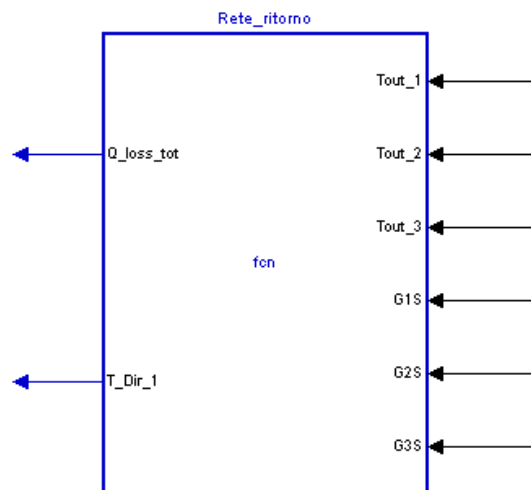 Rete_ritorno
Tout_1
Q_loss_tot
Tout_2
Tout_3
fcn
G1S
T_Dir_1
G2S
G3S